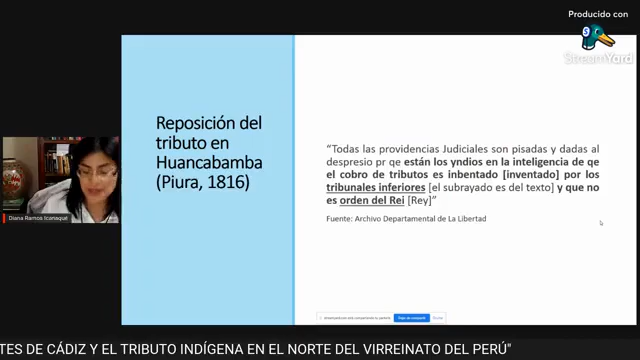 Producido con
StreamYard
Reposición del
tributo en
Huancabamba
(Piura, 1816)
“Todas las providencias Judiciales son pisadas y dadas al
despresio pr qe están los yndios en la inteligencia de qe
el cobro de tributos es inbentado [inventado] por los
tribunales inferiores [el subrayado es del texto] y que no
es orden del Rei [Rey]”
Fuente: Archivo Departamental de La Libertad
Diana Ramos Icanaqué
TES DE CÁDIZ Y EL TRIBUTO INDÍGENA EN EL NORTE DEL VIRREINATO DEL PERÚ"